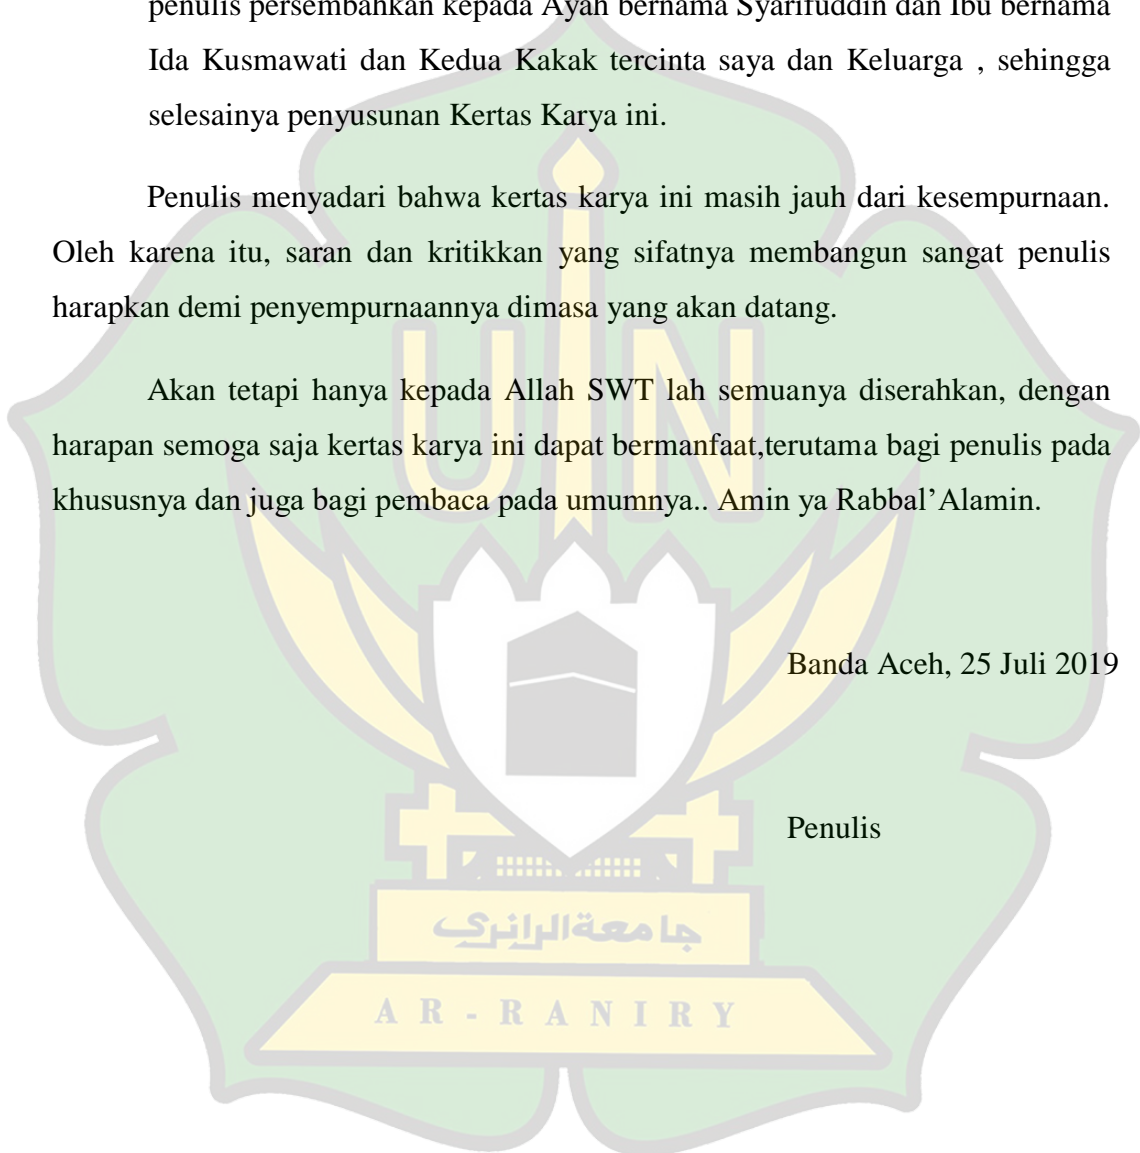 penulis persembahkan kepada Ayah bernama Syarifuddin dan Ibu bernama
Ida Kusmawati dan Kedua Kakak tercinta saya dan Keluarga , sehingga
selesainya penyusunan Kertas Karya ini.
Penulis menyadari bahwa kertas karya ini masih jauh dari kesempurnaan.
Oleh karena itu, saran dan kritikkan yang sifatnya membangun sangat penulis
harapkan demi penyempurnaannya dimasa yang akan datang.
Akan tetapi hanya kepada Allah SWT lah semuanya diserahkan, dengan
harapan semoga saja kertas karya ini dapat bermanfaat,terutama bagi penulis pada
khususnya dan juga bagi pembaca pada umumnya.. Amin ya Rabbal’Alamin.
Banda Aceh, 25 Juli 2019
Penulis
UIN
جامعةالرانري
AR-RANIRY